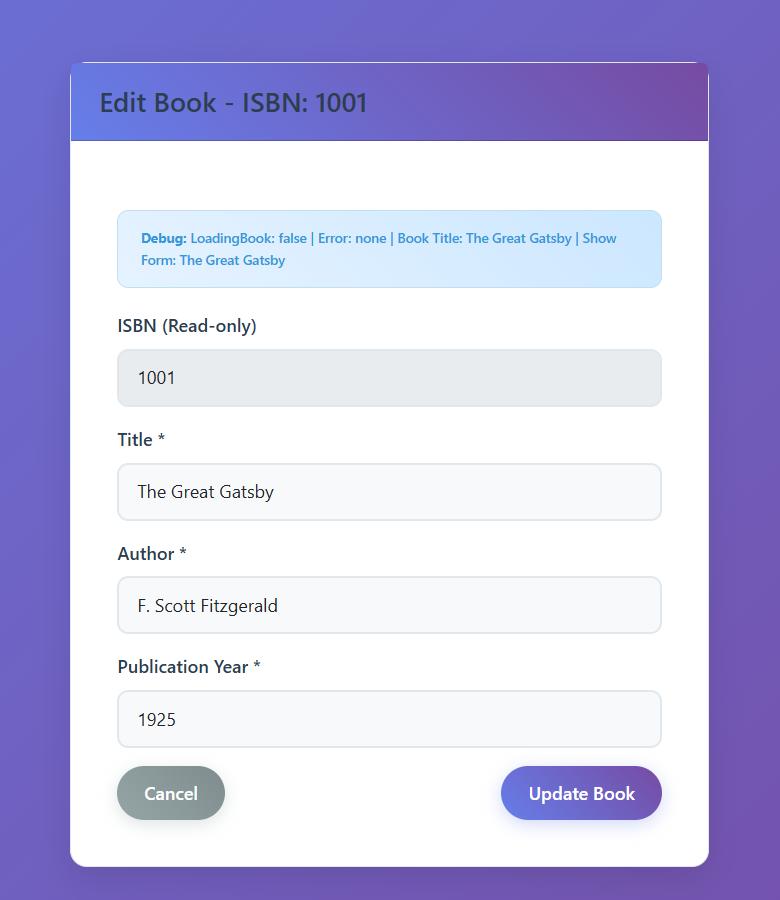 Edit Book - ISBN: 1001
Debug: LoadingBook: false | Error: none | Book Title: The Great Gatsby | Show
Form: The Great Gatsby
ISBN (Read-only)
1001
Title *
The Great Gatsby
Author *
F. Scott Fitzgerald
Publication Year *
1925
Cancel
Update Book